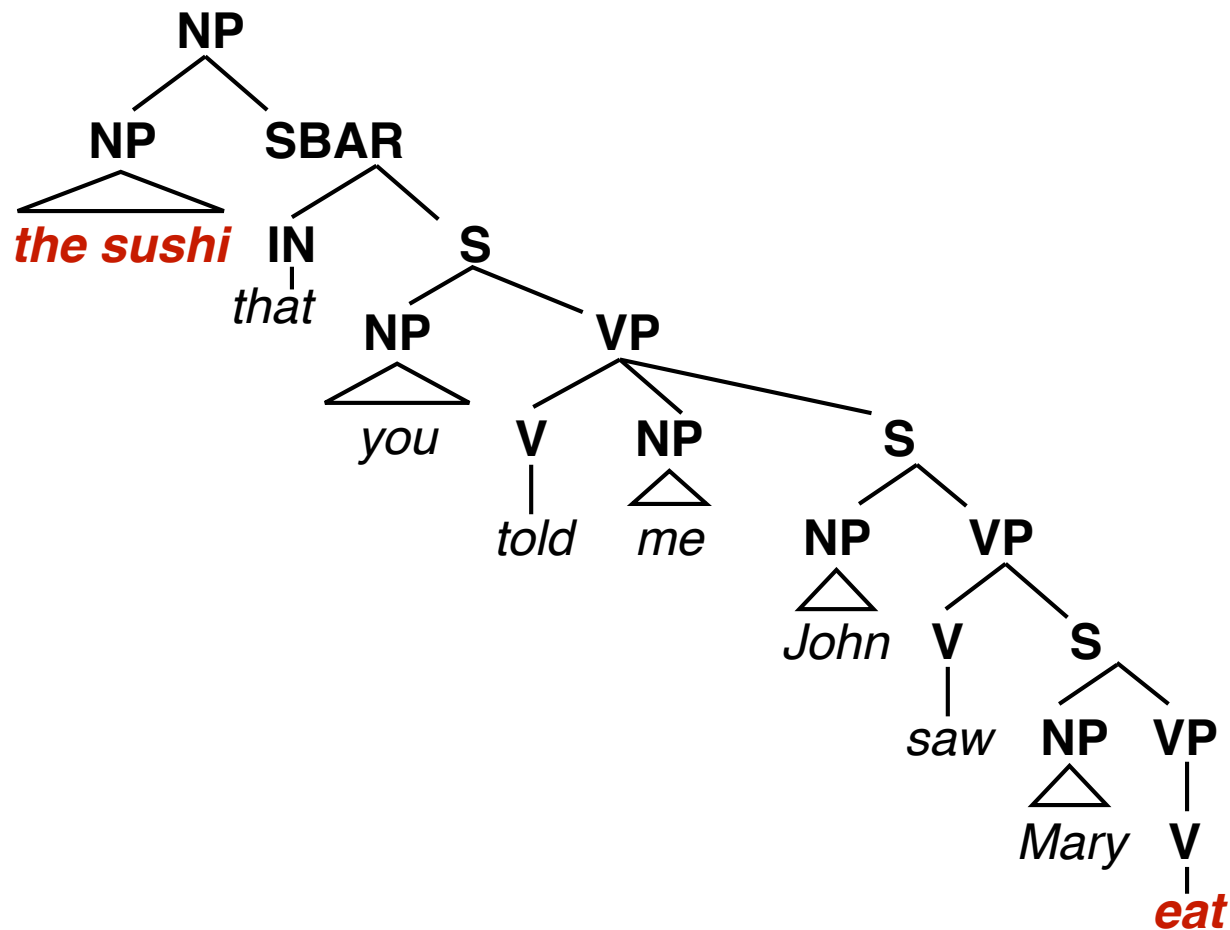 NP
NP SBAR
the sushi IN S
that
NP VP
you V NP S
told me NP VP
John V S
saw NP VP
Mary V
eat